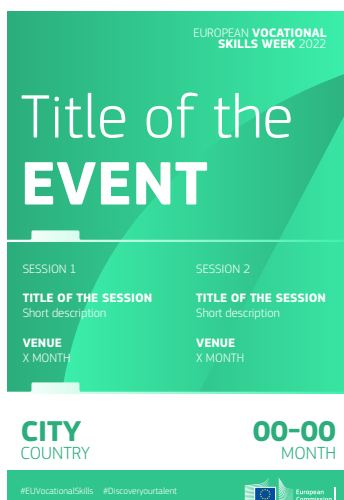 EUROPEAN VOCATIONAL
SKILLS WEEK 2022
Title of the
EVENT
SESSION 1
TITLE OF THE SESSION
Short description
VENUE
X MONTH
SESSION 2
TITLE OF THE SESSION
Short description
VENUE
X MONTH
CITY
COUNTRY
00-00
MONTH
#EUVocationalSkills #Discoveryourtalent
European
Commission